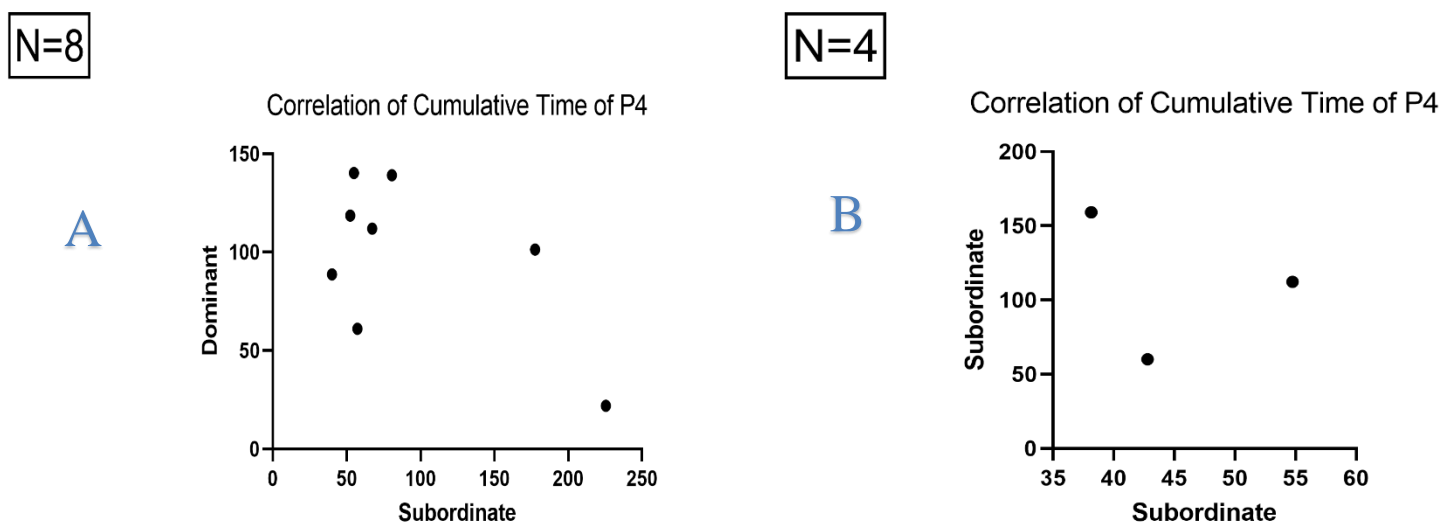 N=8
Correlation of Cumulative Time of P4
A
Dominant
150
100
50
0
0 50 100 150 200 250
Subordinate
N=4
Correlation of Cumulative Time of P4
B
Subordinate
200
150
100
50
0
35 40 45 50 55 60
Subordinate